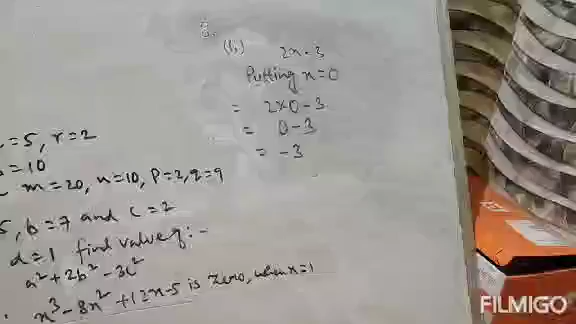 8.
(i,) 2x - 3
Putting x=0
= 2×0-3
= 0-3
= -3
=5, r=2
=10
m=20, n=10, P=2, q=9
5, b=7 and c=2
d=1 find value of :-
a²+2b²-3c²
x³-8x²+12x-5 is zero, when x=1
FILMIGO